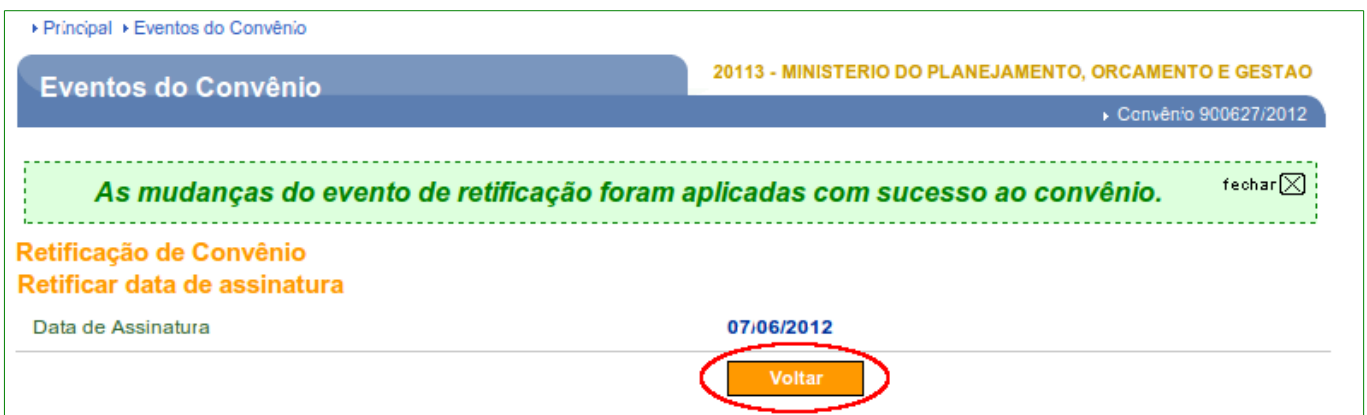 Principal Eventos do Convênio
Eventos do Convênio
20113 - MINISTERIO DO PLANEJAMENTO, ORCAMENTO E GESTAO
Convênio 900627/2012
As mudanças do evento de retificação foram aplicadas com sucesso ao convênio.
fechar
Retificação de Convênio
Retificar data de assinatura
Data de Assinatura 07/06/2012
Voltar